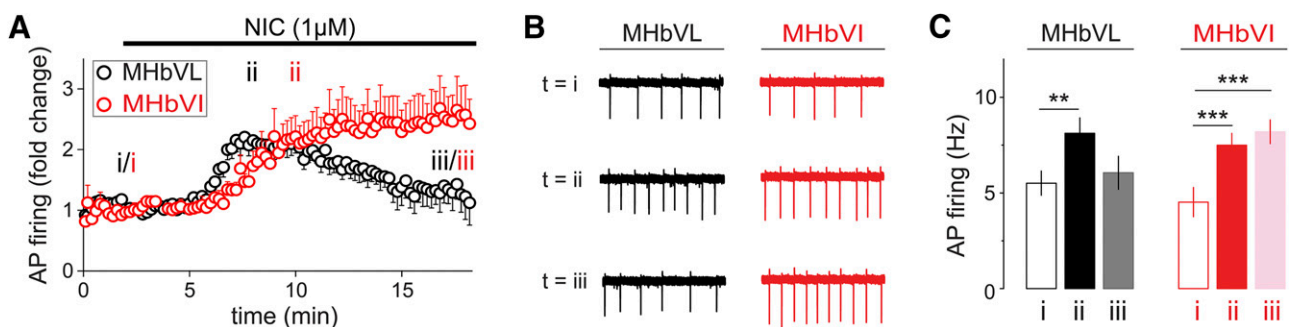 A
NIC (1µM)
MHbVL
MHbVI
ii
ii
i/i
iii/iii
AP firing (fold change)
3
2
1
0
0
5
10
15
time (min)
B
MHbVL
MHbVI
t = i
t = ii
t = iii
C
MHbVL
MHbVI
AP firing (Hz)
10
5
0
**
***
***
i
ii
iii
i
ii
iii